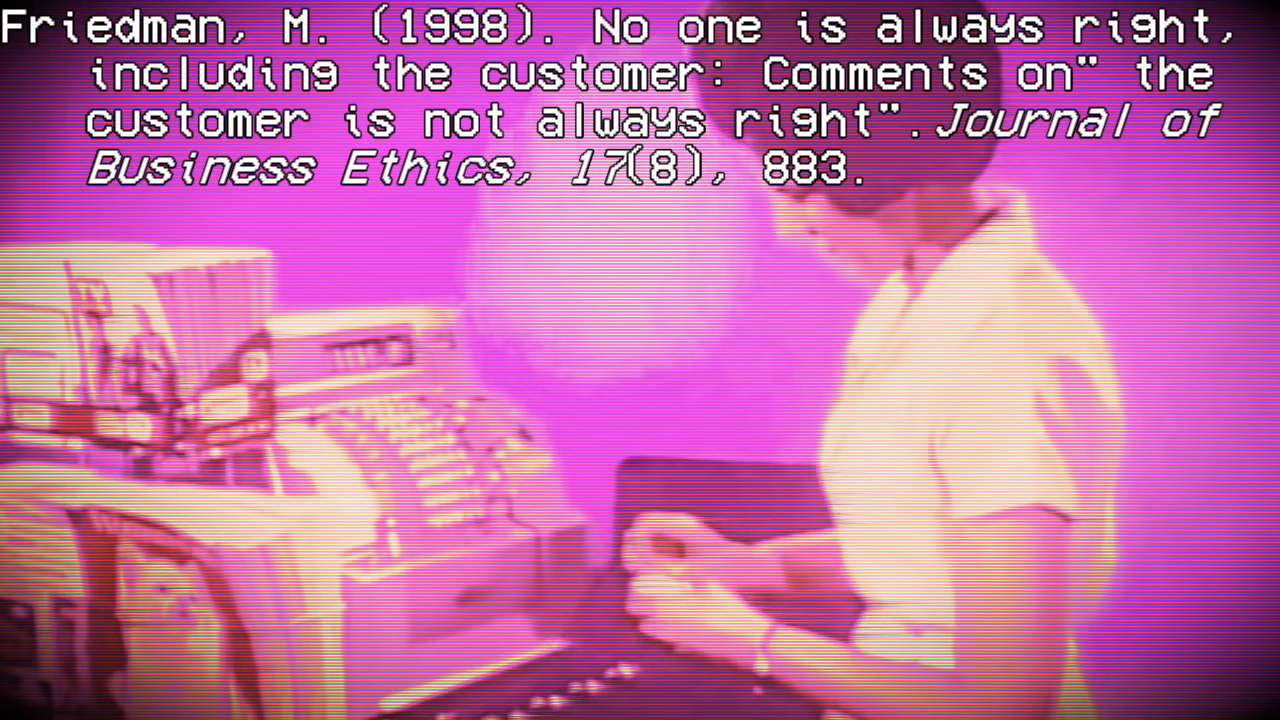 Friedman, M. (1998). No one is always right,
including the customer: Comments on" the
customer is not always right". Journal of
Business Ethics, 17(8), 883.